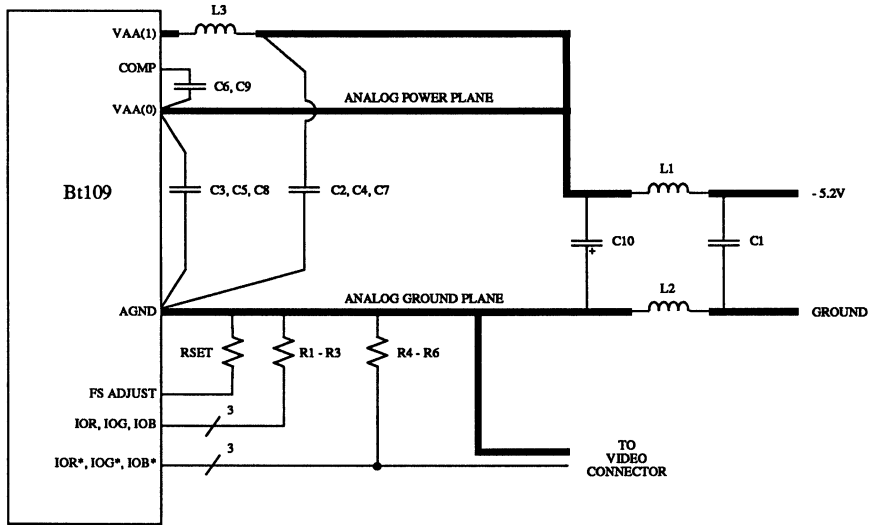 VAA(1)
L3
COMP
C6, C9
VAA(0)
ANALOG POWER PLANE
Bt109
C3, C5, C8
C2, C4, C7
L1
- 5.2V
C10
+
C1
L2
AGND
ANALOG GROUND PLANE
GROUND
RSET
R1 - R3
R4 - R6
FS ADJUST
IOR, IOG, IOB
3
IOR*, IOG*, IOB*
3
TO
VIDEO
CONNECTOR